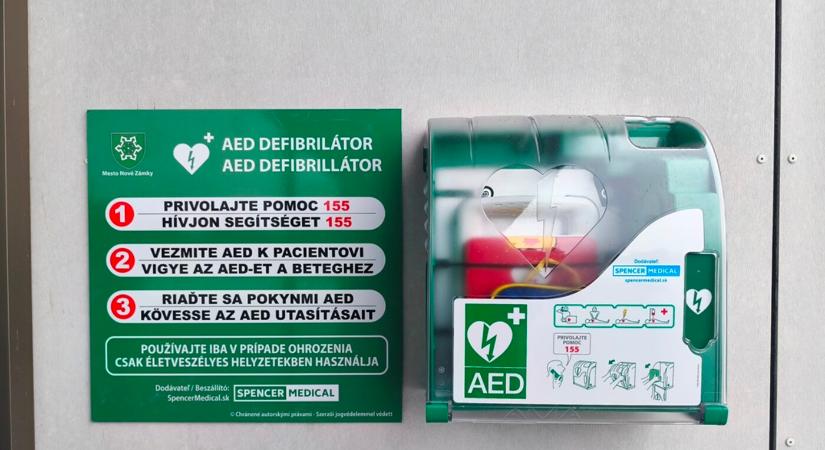 Mesto Nové Zámky
AED DEFIBRILÁTOR
AED DEFIBRILLÁTOR
1
PRIVOLAJTE POMOC 155
HÍVJON SEGÍTSÉGET 155
2
VEZMITE AED K PACIENTOVI
VIGYE AZ AED-ET A BETEGHEZ
3
RIAĎTE SA POKYNMI AED
KÖVESSE AZ AED UTASÍTÁSAIT
POUŽÍVAJTE IBA V PRÍPADE OHROZENIA
CSAK ÉLETVESZÉLYES HELYZETEKBEN HASZNÁLJA
Dodávateľ / Beszállító:
SpencerMedical.sk
SPENCER MEDICAL
© Chránené autorskými právami - Szerzői jogvédelemmel védett
Dodávateľ:
SPENCER MEDICAL
spencermedical.sk
PRIVOLAJTE
POMOC
155
AED